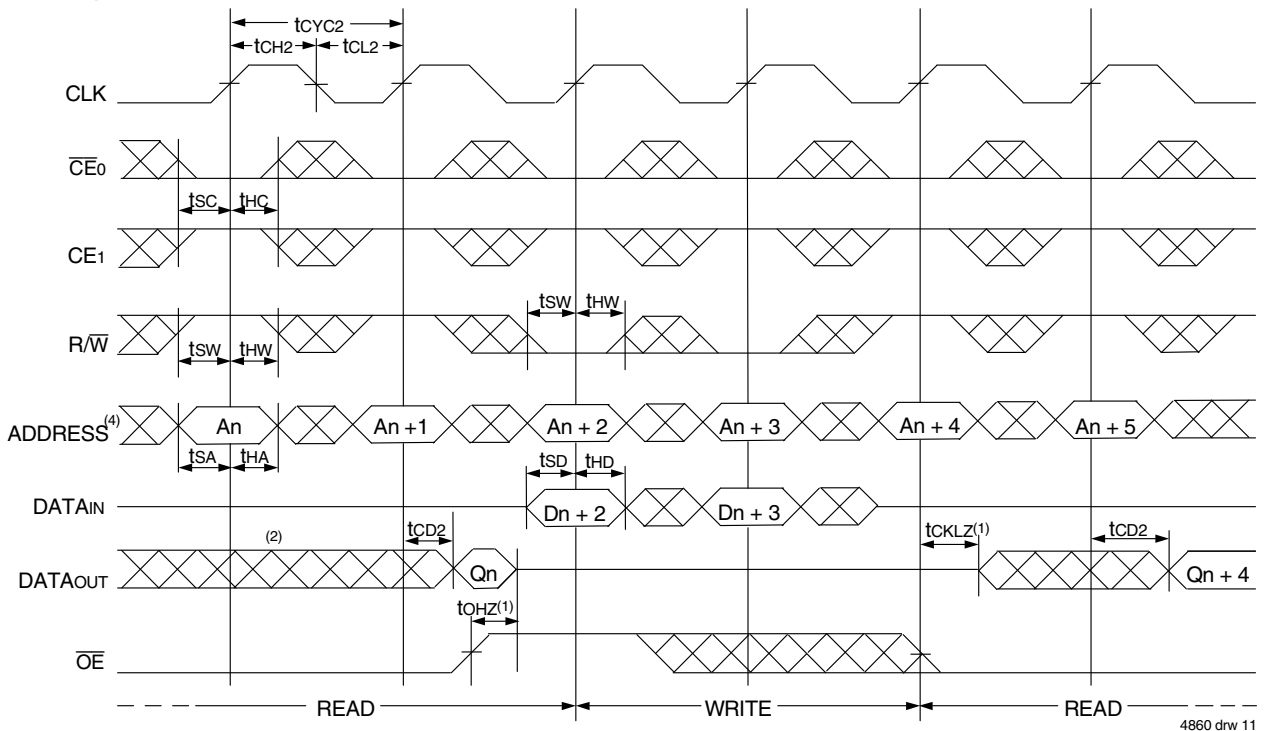 tCYC2
tCH2 tCL2
CLK
CE0
tSC tHC
CE1
tSW tHW
R/W
tSW tHW
ADDRESS(4) An An +1 An + 2 An + 3 An + 4 An + 5
tSA tHA tSD tHD
DATAIN Dn + 2 Dn + 3
(2) tCD2 tCKLZ(1) tCD2
DATAOUT Qn Qn + 4
tOHZ(1)
OE
READ WRITE READ
4860 drw 11